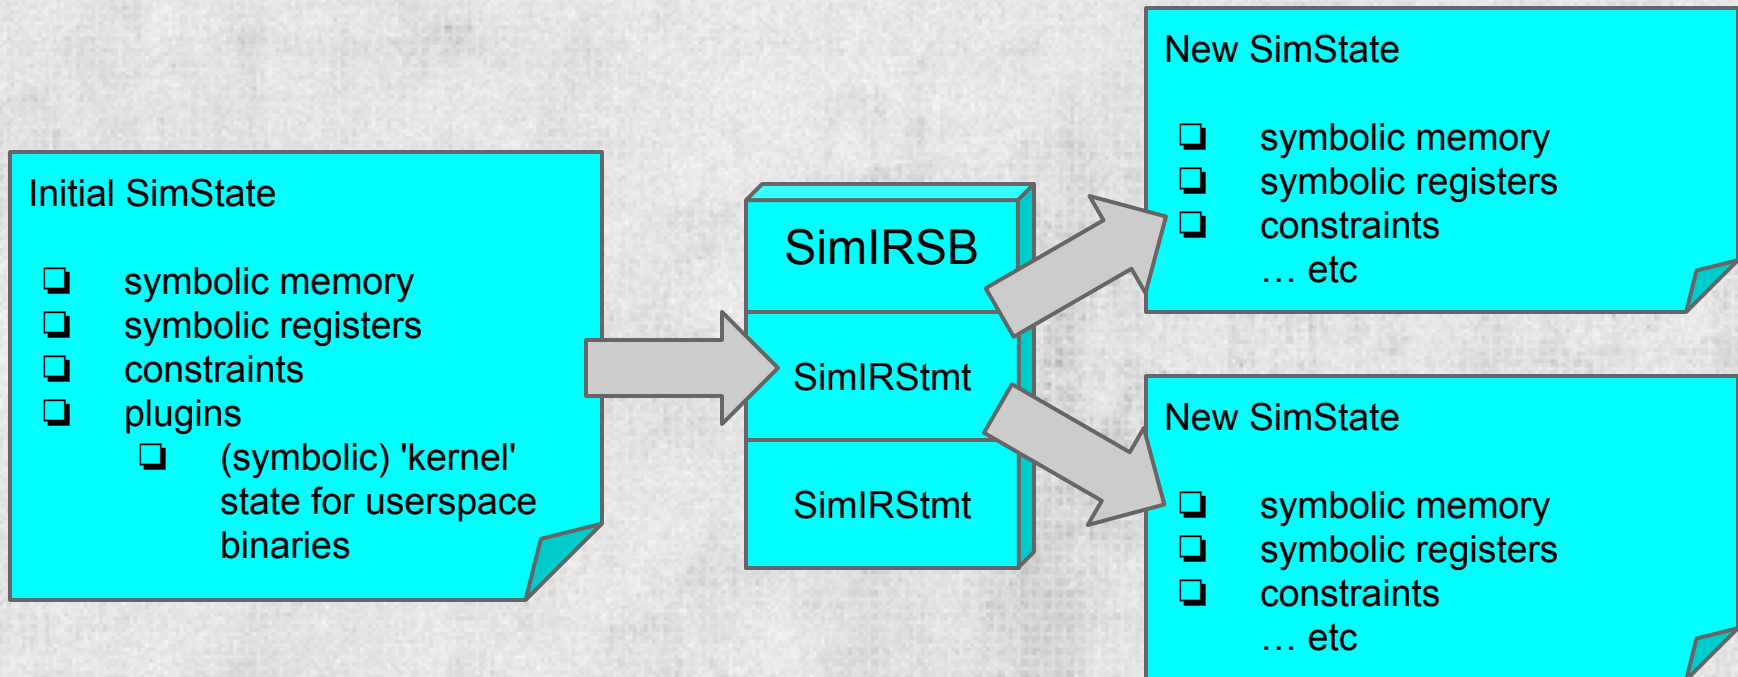 Initial SimState
❏ symbolic memory
❏ symbolic registers
❏ constraints
❏ plugins
❏ (symbolic) 'kernel'
state for userspace
binaries
SimIRSB
SimIRStmt
SimIRStmt
New SimState
❏ symbolic memory
❏ symbolic registers
❏ constraints
… etc
New SimState
❏ symbolic memory
❏ symbolic registers
❏ constraints
… etc